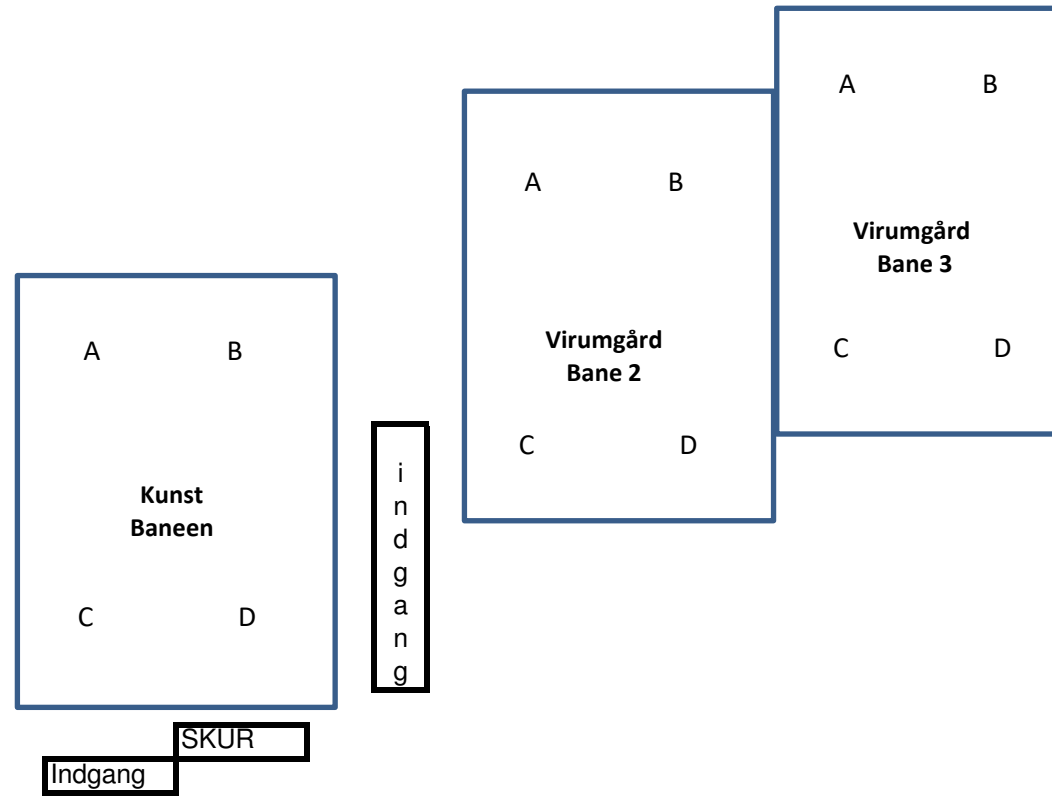 A B
Virumgård
Bane 3
C D
A B
Virumgård
Bane 2
C D
A B
Kunst
Baneen
C D
i
n
d
g
a
n
g
SKUR
Indgang